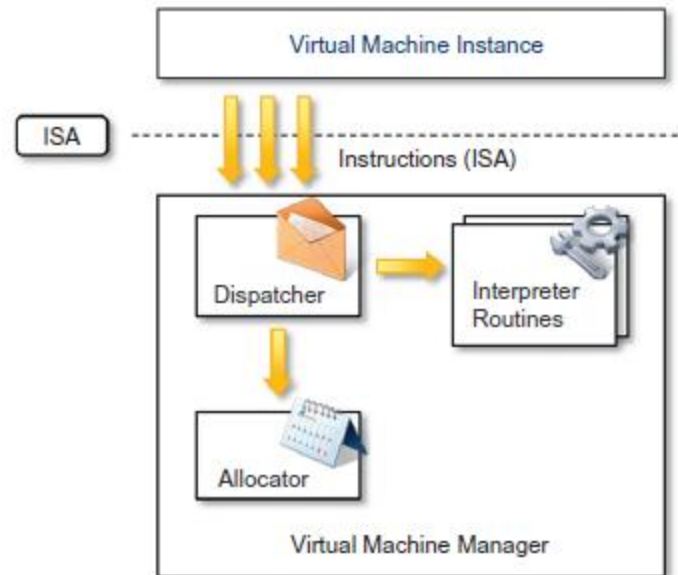 Virtual Machine Instance
ISA
Instructions (ISA)
Dispatcher
Interpreter
Routines
Allocator
Virtual Machine Manager